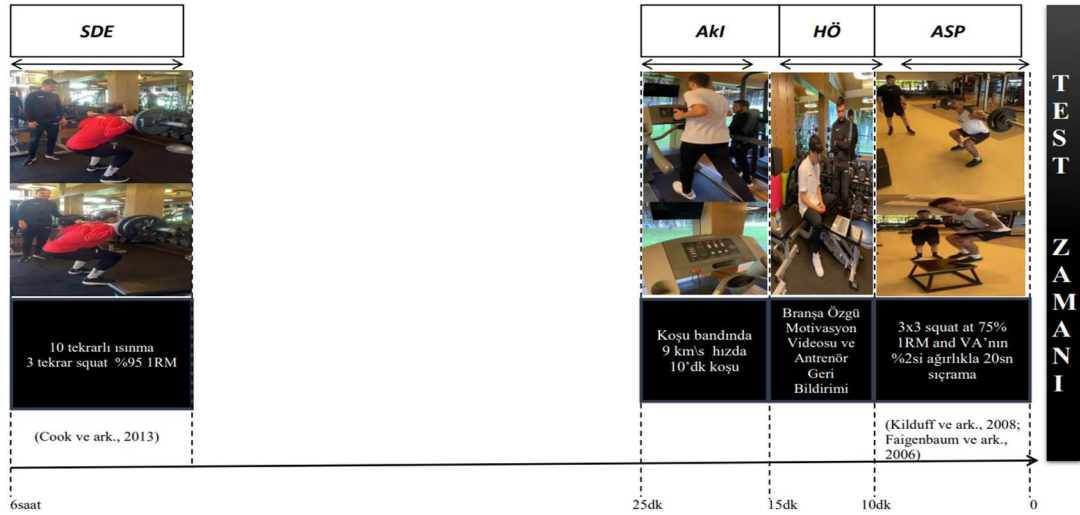 SDE
AkI
HÖ
ASP
10 tekrarlı ısınma
3 tekrar squat %95 1RM
Koşu bandında
9 km\s hızda
10'dk koşu
Branşa Özgü
Motivasyon
Videosu ve
Antrenör
Geri
Bildirimi
3x3 squat at 75%
1RM and VA'nın
%2si ağırlıkla 20sn
sıçrama
(Cook ve ark., 2013)
(Kilduff ve ark., 2008;
Faigenbaum ve ark.,
2006)
6saat
25dk
15dk
10dk
0
TEST ZAMANI